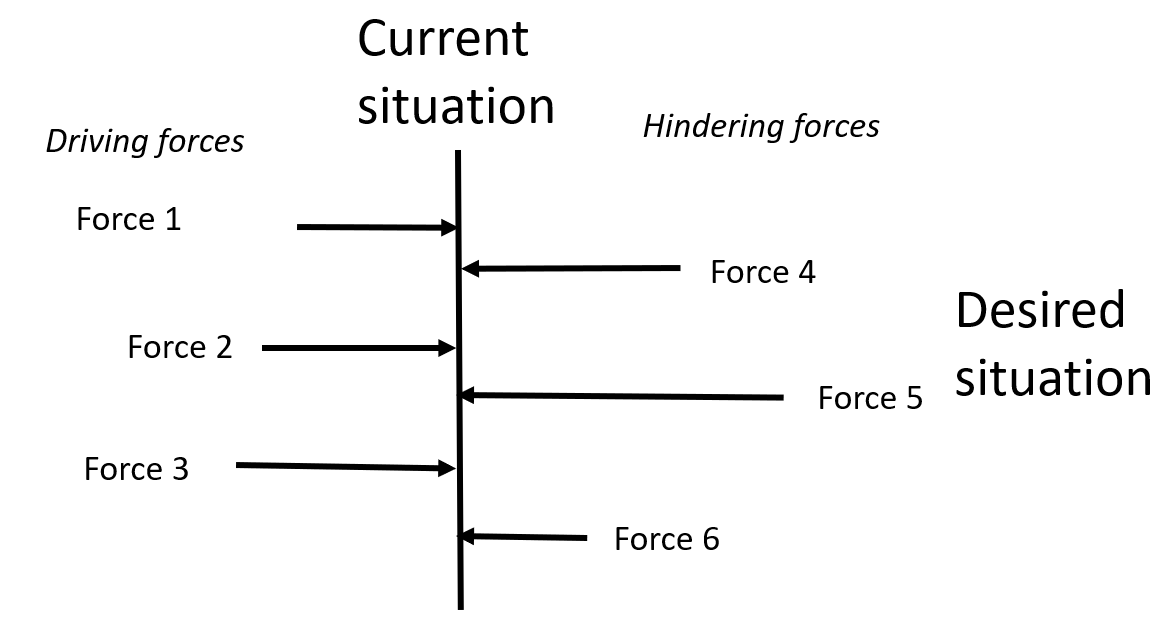 Current
situation
Driving forces
Hindering forces
Force 1
Force 4
Force 2
Desired
situation
Force 5
Force 3
Force 6